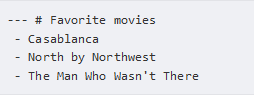 --- # Favorite movies
- Casablanca
- North by Northwest
- The Man Who Wasn't There